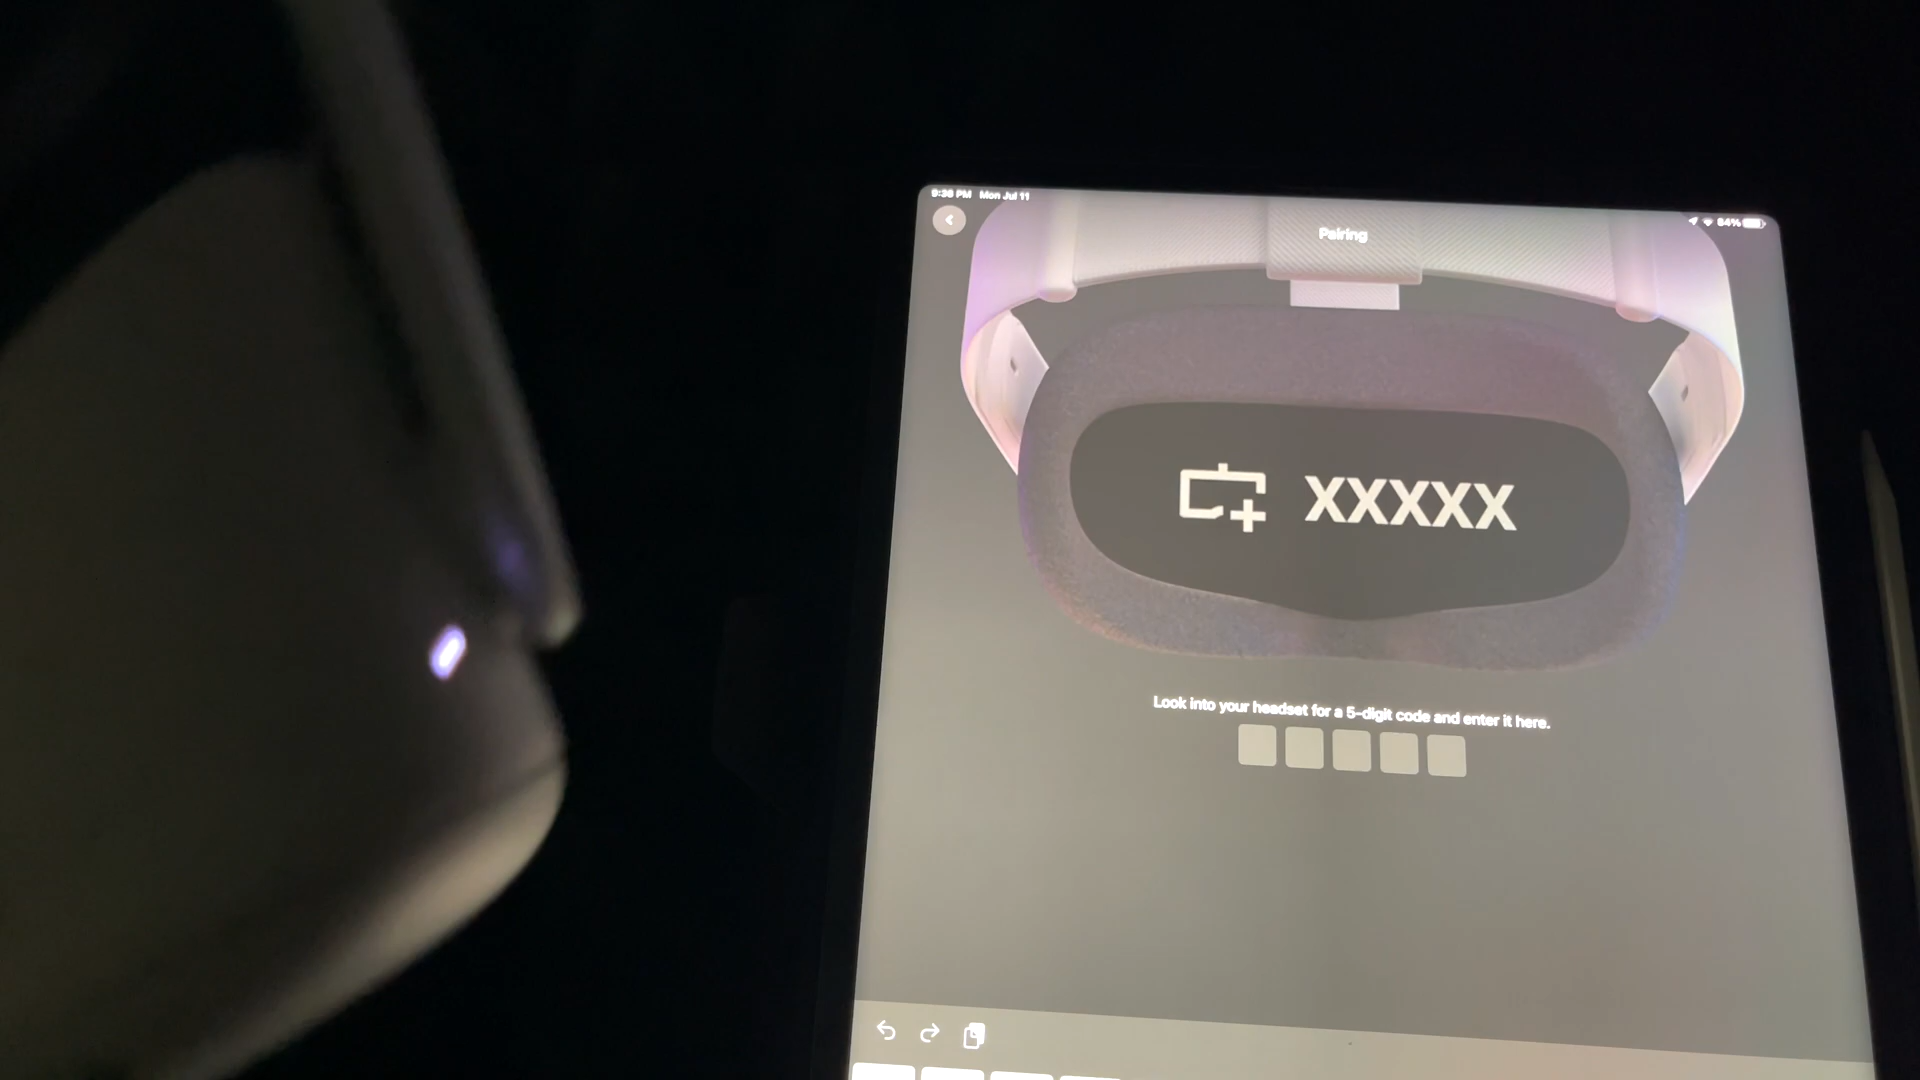 9:36 PM Mon Jul 11
84%
Pairing
XXXXX
Look into your headset for a 5-digit code and enter it here.